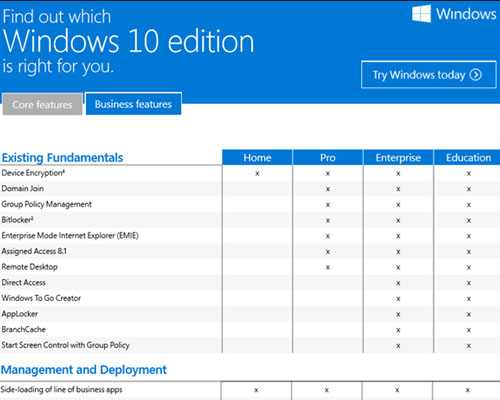 Find out which
Windows
Windows 10 edition
is right for you.
Try Windows today
Core features
Business features
Existing Fundamentals Home Pro Enterprise Education
Device Encryption⁶ x x x x
Domain Join x x x
Group Policy Management x x x
Bitlocker² x x x
Enterprise Mode Internet Explorer (EMIE) x x x
Assigned Access 8.1 x x x
Remote Desktop x x x
Direct Access x x
Windows To Go Creator x x
AppLocker x x
BranchCache x x
Start Screen Control with Group Policy x x
Management and Deployment
Side-loading of line of business apps x x x x